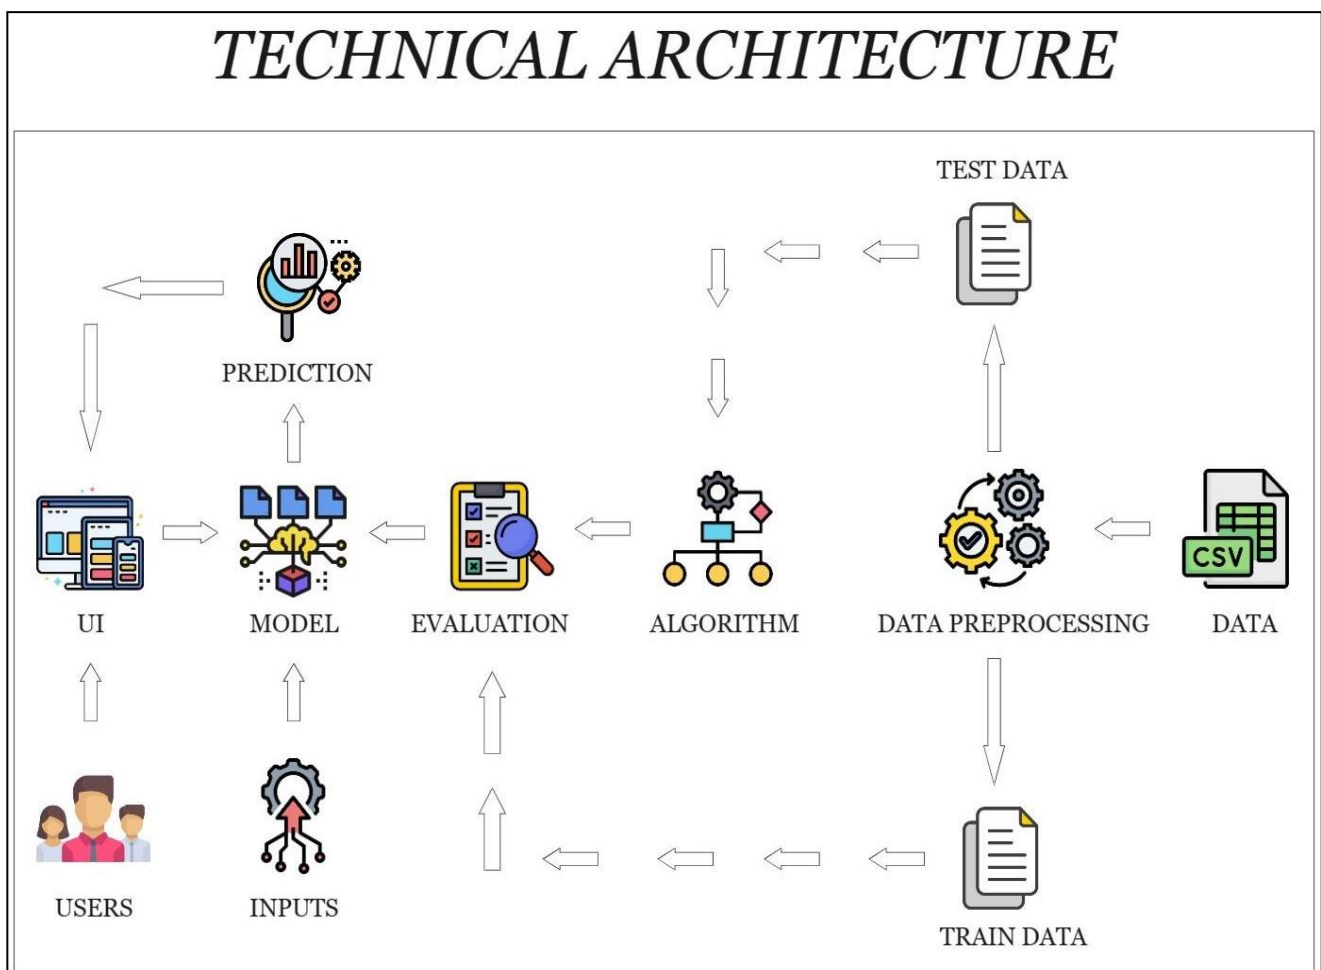 TECHNICAL ARCHITECTURE
TEST DATA
PREDICTION
CSV
UI
MODEL
EVALUATION
ALGORITHM
DATA PREPROCESSING
DATA
USERS
INPUTS
TRAIN DATA